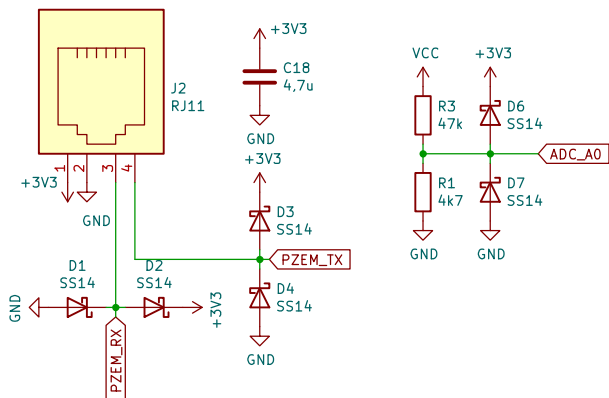 J2
RJ11
1
2
3
4
+3V3
GND
+3V3
C18
4,7u
GND
+3V3
D3
SS14
PZEM_TX
D4
SS14
GND
D1
SS14
D2
SS14
GND
+3V3
PZEM_RX
VCC
+3V3
R3
47k
D6
SS14
ADC_A0
R1
4k7
D7
SS14
GND
GND